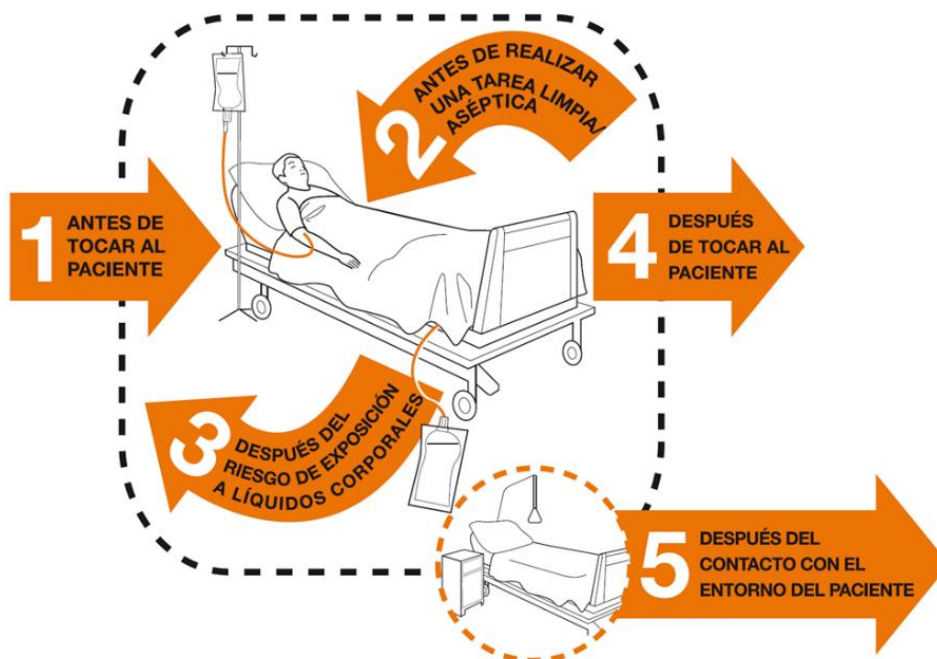 1
ANTES DE
TOCAR AL
PACIENTE
2
ANTES DE REALIZAR
UNA TAREA LIMPIA/
ASÉPTICA
3
DESPUÉS DEL
RIESGO DE EXPOSICIÓN
A LÍQUIDOS CORPORALES
4
DESPUÉS
DE TOCAR AL
PACIENTE
5
DESPUÉS DEL
CONTACTO CON EL
ENTORNO DEL PACIENTE